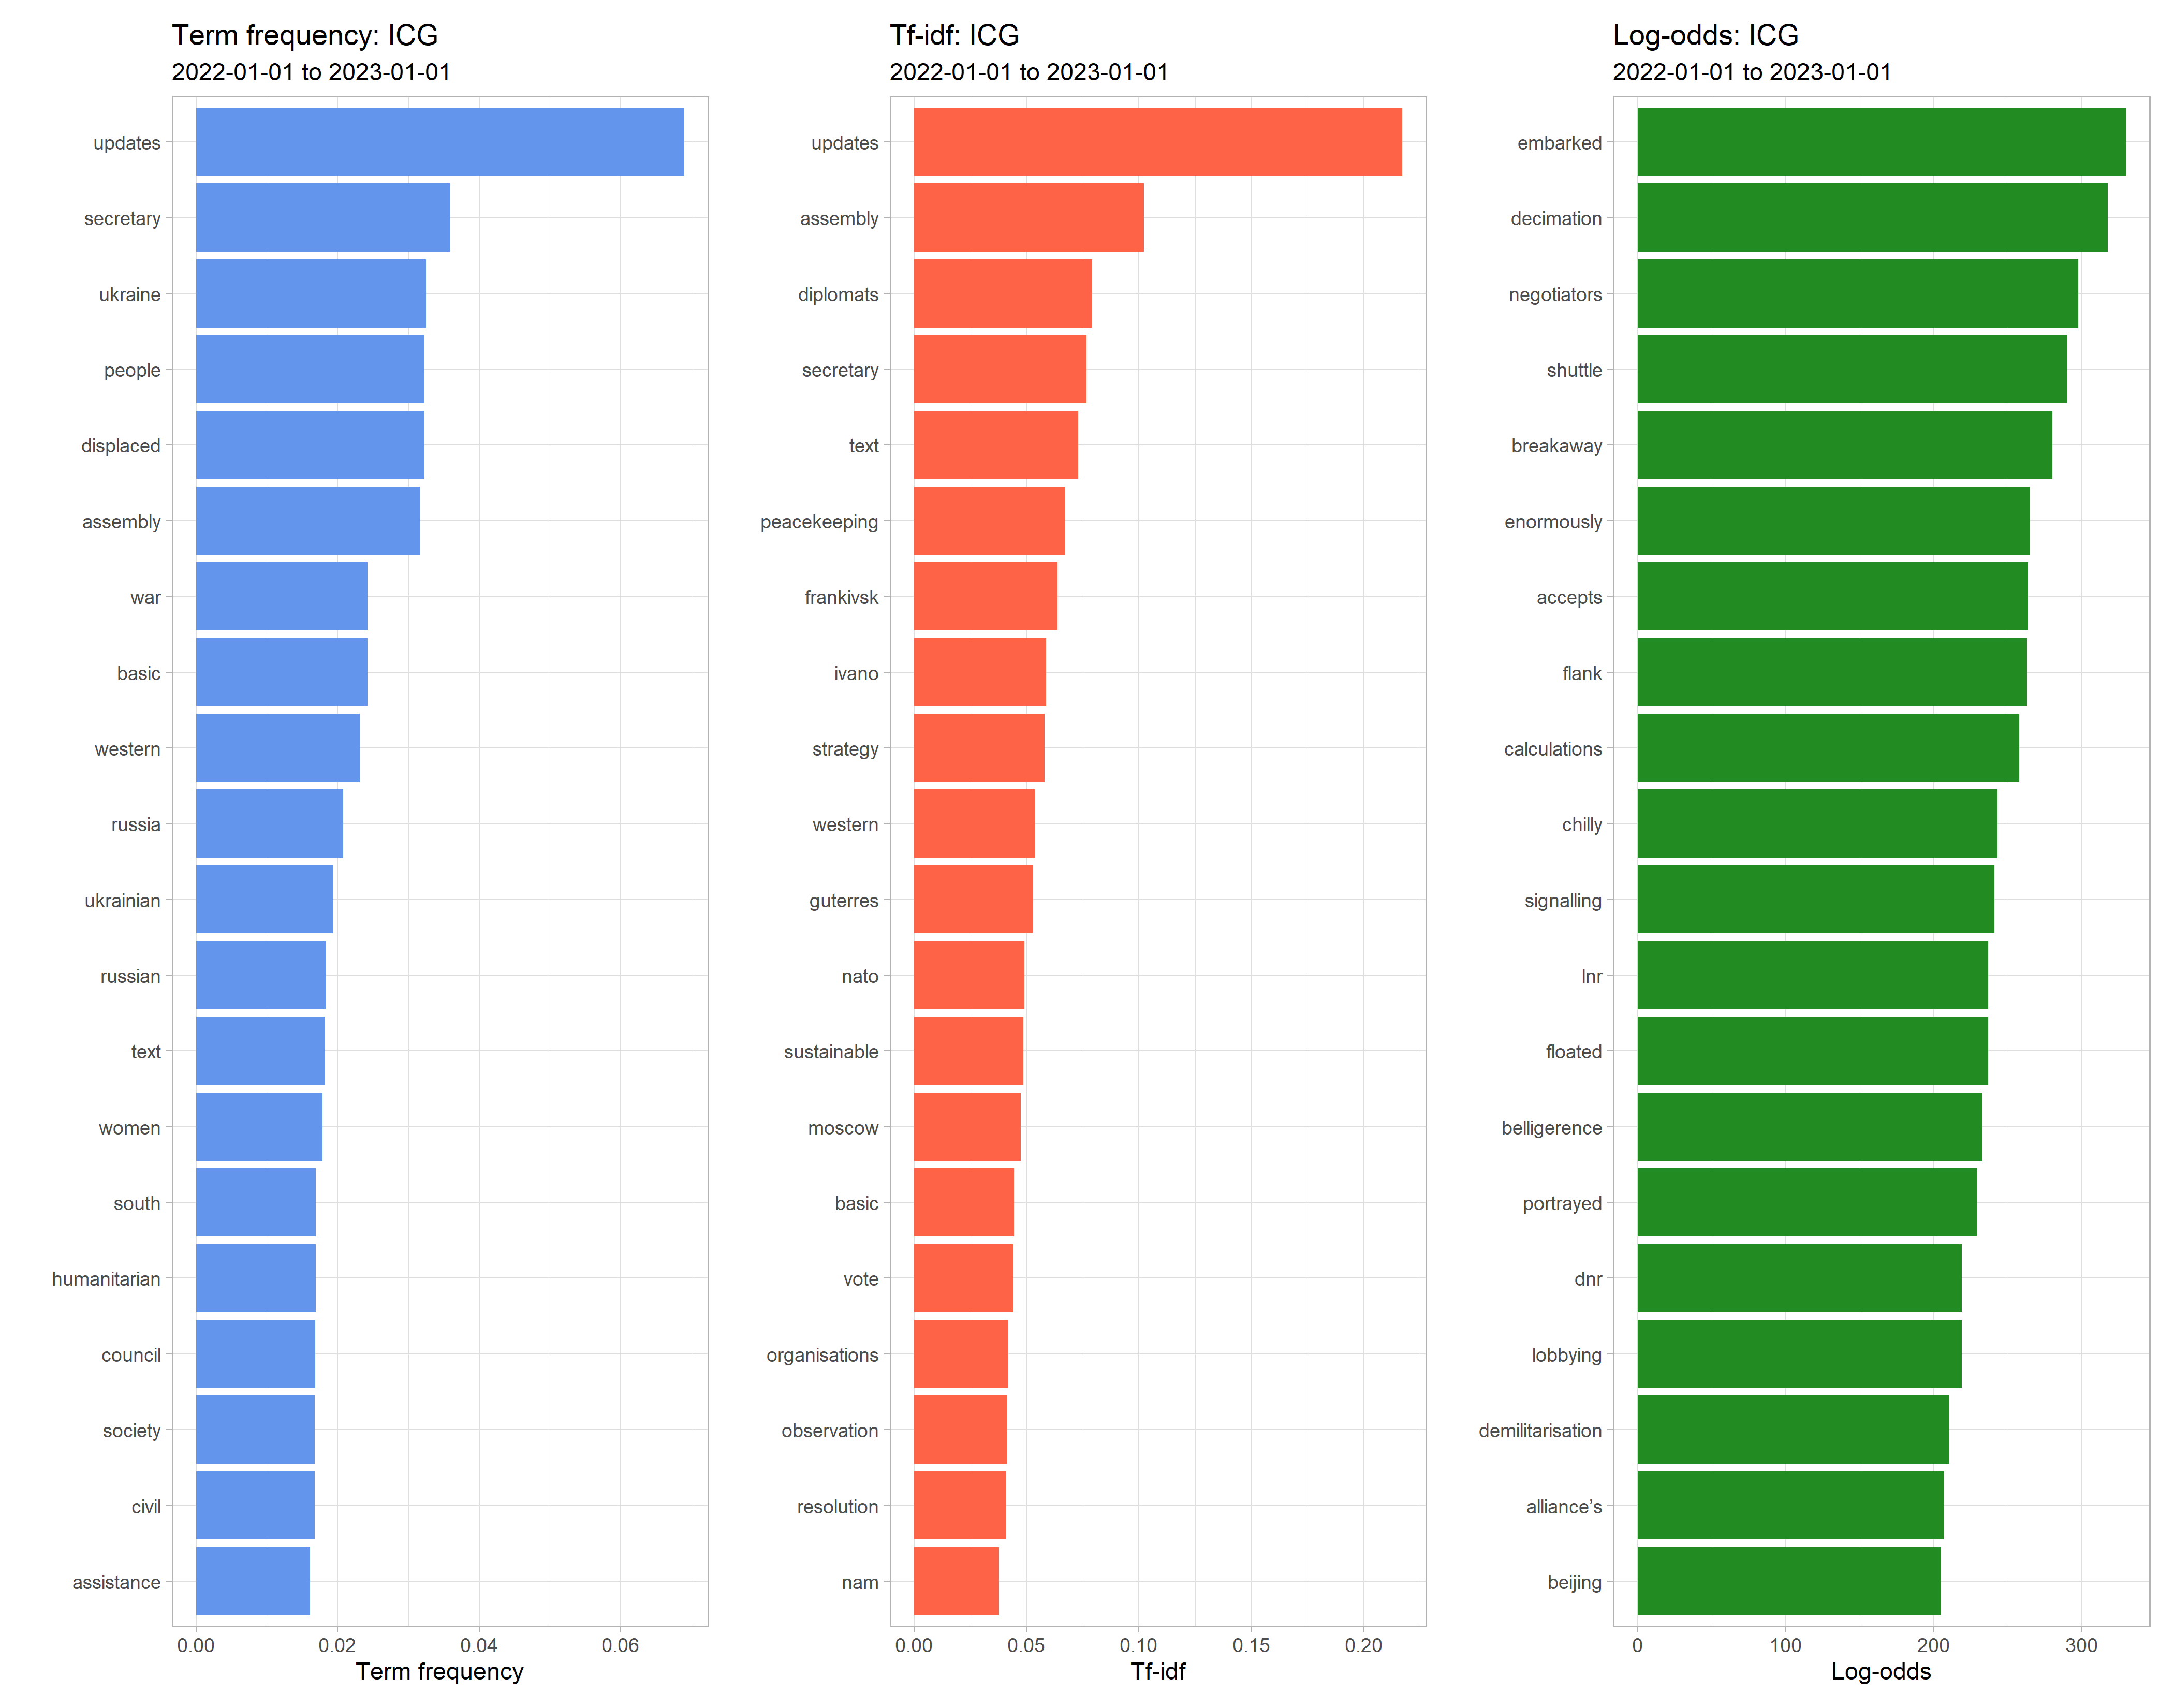 Term frequency: ICG
2022-01-01 to 2023-01-01
updates
secretary
ukraine
people
displaced
assembly
war
basic
western
russia
ukrainian
russian
text
women
south
humanitarian
council
society
civil
assistance
0.00 0.02 0.04 0.06
Term frequency
Tf-idf: ICG
2022-01-01 to 2023-01-01
updates
assembly
diplomats
secretary
text
peacekeeping
frankivsk
ivano
strategy
western
guterres
nato
sustainable
moscow
basic
vote
organisations
observation
resolution
nam
0.00 0.05 0.10 0.15 0.20
Tf-idf
Log-odds: ICG
2022-01-01 to 2023-01-01
embarked
decimation
negotiators
shuttle
breakaway
enormously
accepts
flank
calculations
chilly
signalling
lnr
floated
belligerence
portrayed
dnr
lobbying
demilitarisation
alliance’s
beijing
0 100 200 300
Log-odds